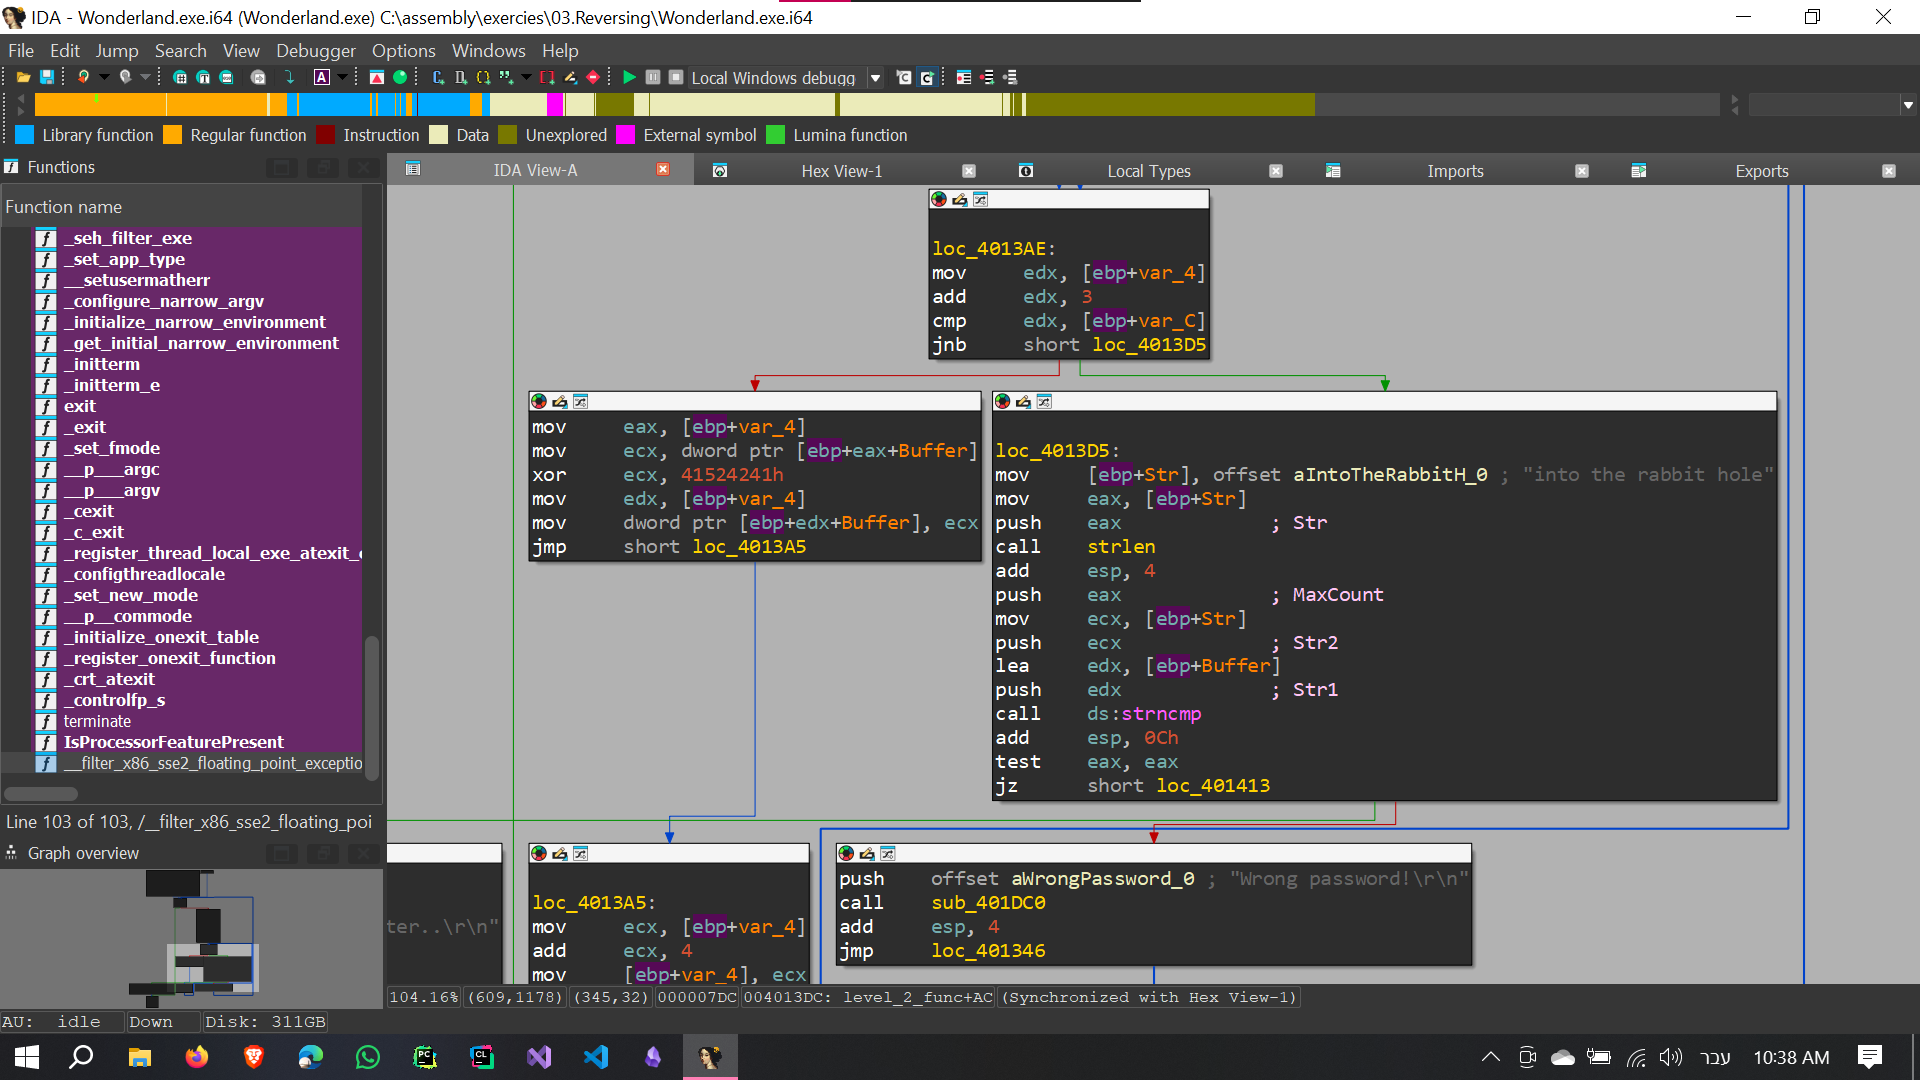 IDA - Wonderland.exe.i64 (Wonderland.exe) C:\assembly\exercies\03.Reversing\Wonderland.exe.i64
File Edit Jump Search View Debugger Options Windows Help
Local Windows debugg
Library function Regular function Instruction Data Unexplored External symbol Lumina function
Functions
IDA View-A Hex View-1 Local Types Imports Exports
Function name
_seh_filter_exe
_set_app_type
__setusermatherr
_configure_narrow_argv
_initialize_narrow_environment
_get_initial_narrow_environment
_initterm
_initterm_e
exit
_exit
_set_fmode
__p___argc
__p___argv
_cexit
_c_exit
_register_thread_local_exe_atexit_c
_configthreadlocale
_set_new_mode
__p__commode
_initialize_onexit_table
_register_onexit_function
_crt_atexit
_controlfp_s
terminate
IsProcessorFeaturePresent
__filter_x86_sse2_floating_point_exceptio
Line 103 of 103, /__filter_x86_sse2_floating_poi
Graph overview
loc_4013AE:
mov edx, [ebp+var_4]
add edx, 3
cmp edx, [ebp+var_C]
jnb short loc_4013D5
mov eax, [ebp+var_4]
mov ecx, dword ptr [ebp+eax+Buffer]
xor ecx, 41524241h
mov edx, [ebp+var_4]
mov dword ptr [ebp+edx+Buffer], ecx
jmp short loc_4013A5
loc_4013D5:
mov [ebp+Str], offset aIntoTheRabbitH_0 ; "into the rabbit hole"
mov eax, [ebp+Str]
push eax ; Str
call strlen
add esp, 4
push eax ; MaxCount
mov ecx, [ebp+Str]
push ecx ; Str2
lea edx, [ebp+Buffer]
push edx ; Str1
call ds:strncmp
add esp, 0Ch
test eax, eax
jz short loc_401413
ter..\r\n"
loc_4013A5:
mov ecx, [ebp+var_4]
add ecx, 4
mov [ebp+var_4], ecx
push offset aWrongPassword_0 ; "Wrong password!\r\n"
call sub_401DC0
add esp, 4
jmp loc_401346
104.16% (609,1178) (345,32) 000007DC 004013DC: level_2_func+AC (Synchronized with Hex View-1)
AU: idle Down Disk: 311GB
עבר 10:38 AM